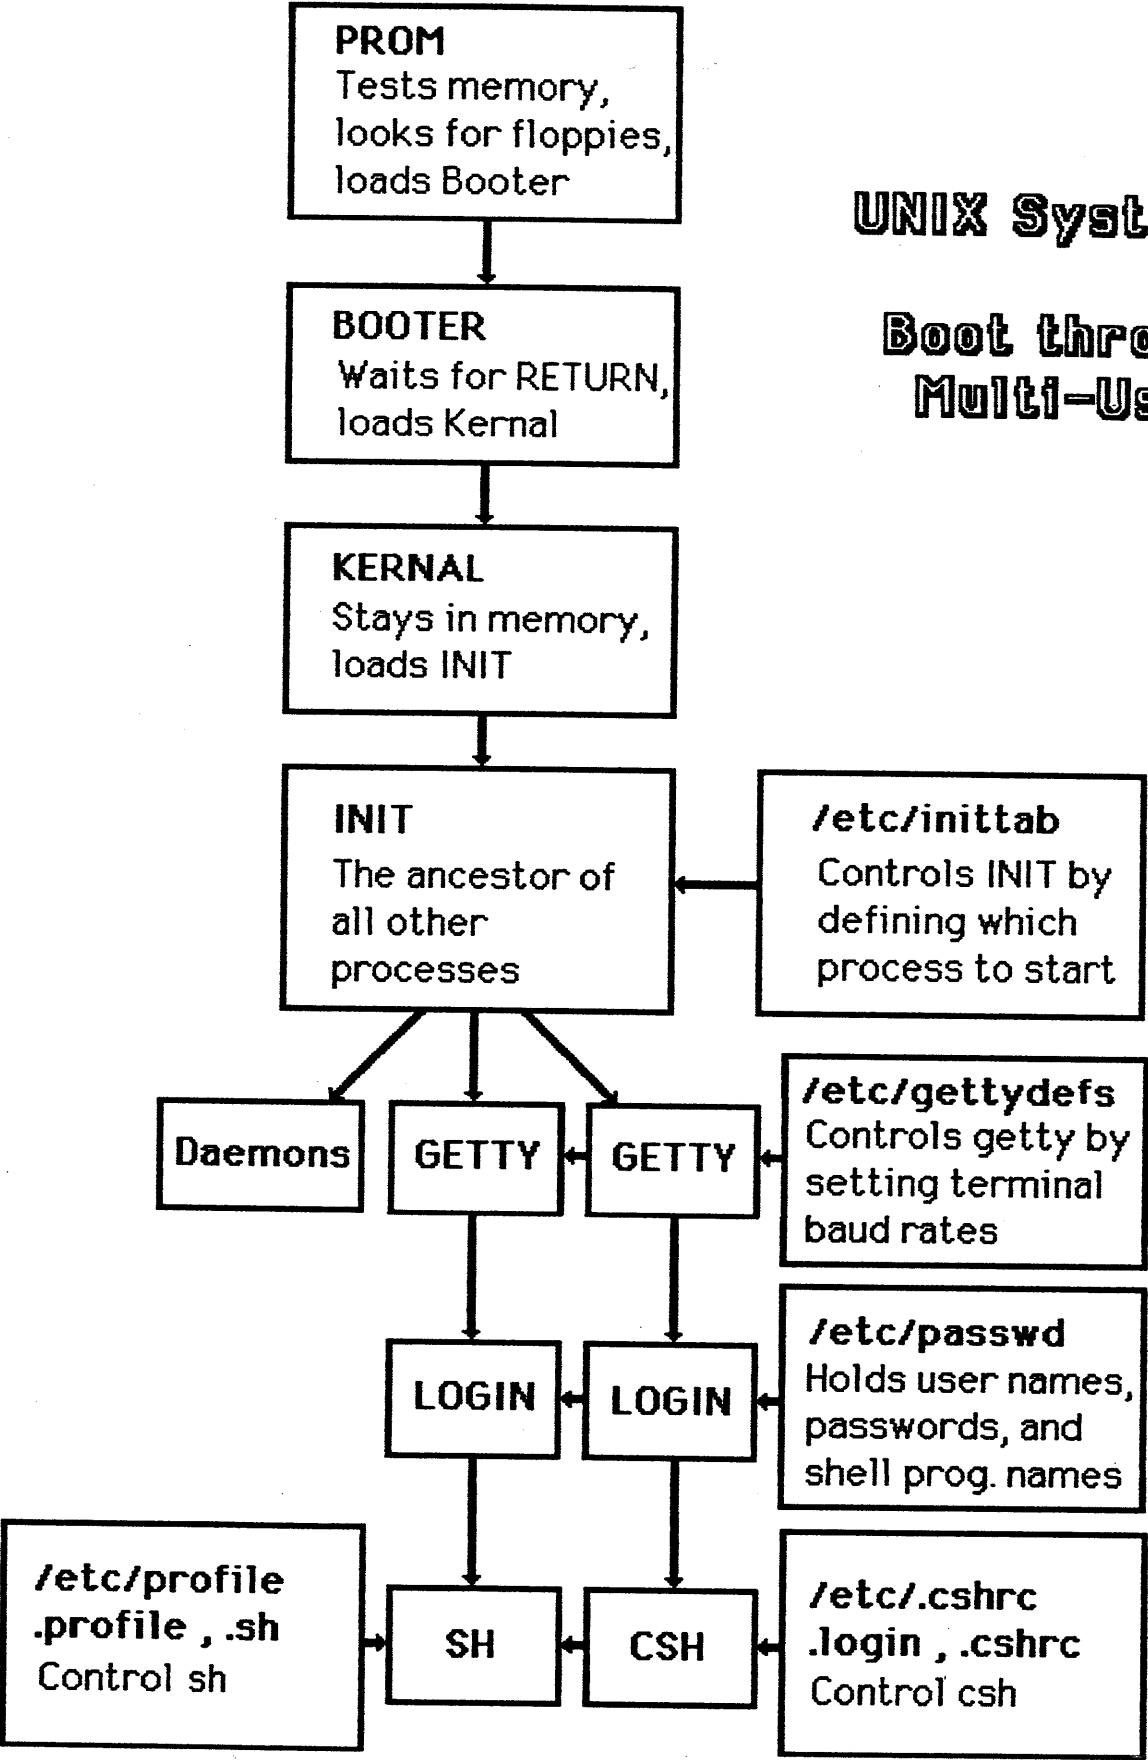 PROM
Tests memory,
looks for floppies,
loads Booter
UNIX Syst
Boot thro
Multi-Us
BOOTER
Waits for RETURN,
loads Kernal
KERNAL
Stays in memory,
loads INIT
INIT
The ancestor of
all other
processes
/etc/inittab
Controls INIT by
defining which
process to start
Daemons
GETTY
GETTY
/etc/gettydefs
Controls getty by
setting terminal
baud rates
LOGIN
LOGIN
/etc/passwd
Holds user names,
passwords, and
shell prog. names
/etc/profile
.profile , .sh
Control sh
SH
CSH
/etc/.cshrc
.login , .cshrc
Control csh